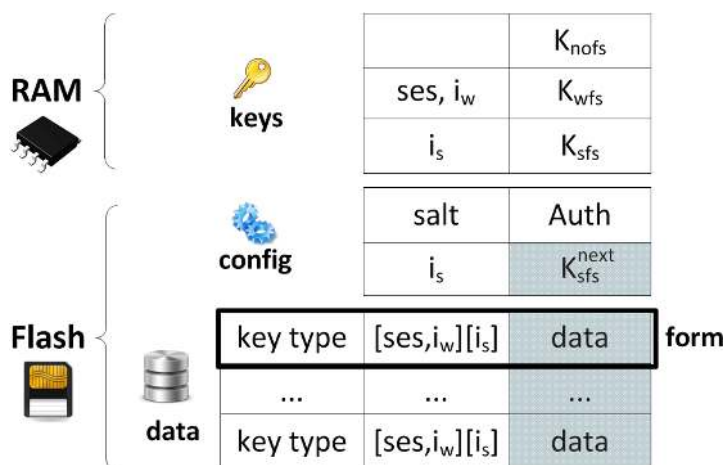 K_nofs
RAM
keys
ses, i_w K_wfs
i_s K_sfs
config
salt Auth
i_s K_sfs^next
Flash
key type [ses,i_w][i_s] data form
... ... ...
data
key type [ses,i_w][i_s] data